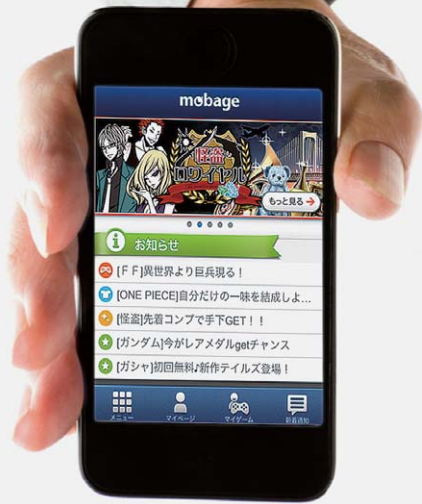 mobage
怪盗
ロワイヤル
もっと見る
お知らせ
[FF]異世界より巨兵現る！
[ONE PIECE]自分だけの一味を結成しよ...
[怪盗]先着コンプで手下GET！！
[ガンダム]今がレアメダルgetチャンス
[ガシャ]初回無料♪新作テイルズ登場！
メニュー
マイページ
マイゲーム
新着通知